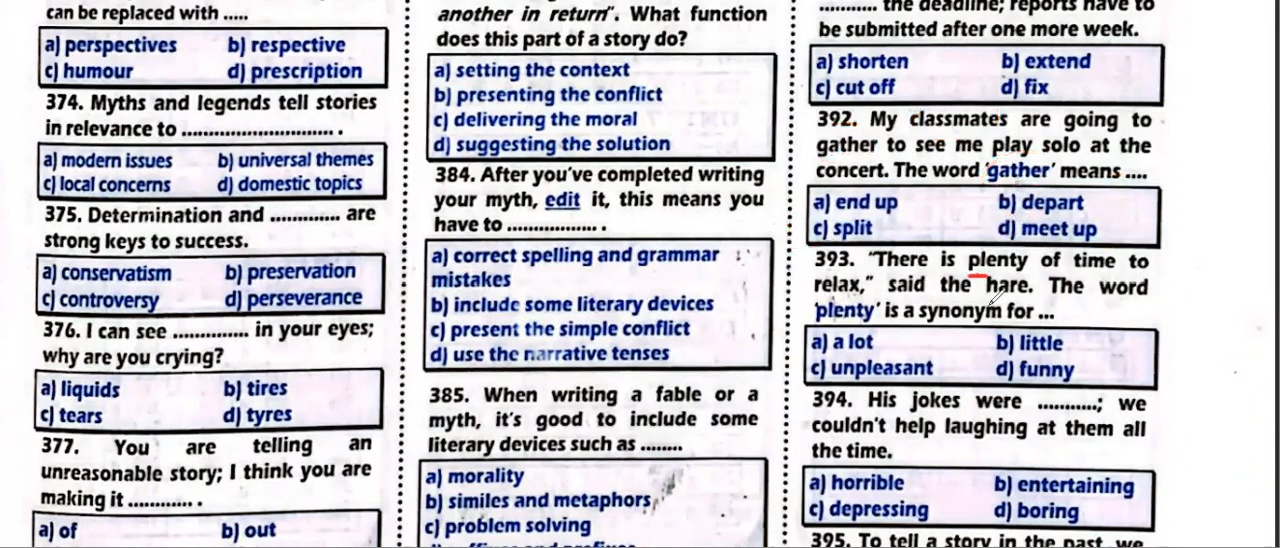 can be replaced with .....
a) perspectives b) respective
c) humour d) prescription
374. Myths and legends tell stories
in relevance to .............................. .
a) modern issues b) universal themes
c) local concerns d) domestic topics
375. Determination and ............. are
strong keys to success.
a) conservatism b) preservation
c) controversy d) perseverance
376. I can see .............. in your eyes;
why are you crying?
a) liquids b) tires
c) tears d) tyres
377. You are telling an
unreasonable story; I think you are
making it ............. .
a) of b) out
another in return". What function
does this part of a story do?
a) setting the context
b) presenting the conflict
c) delivering the moral
d) suggesting the solution
384. After you've completed writing
your myth, edit it, this means you
have to .................. .
a) correct spelling and grammar
mistakes
b) include some literary devices
c) present the simple conflict
d) use the narrative tenses
385. When writing a fable or a
myth, it's good to include some
literary devices such as ........
a) morality
b) similes and metaphors
c) problem solving
........... the deadline; reports have to
be submitted after one more week.
a) shorten b) extend
c) cut off d) fix
392. My classmates are going to
gather to see me play solo at the
concert. The word 'gather' means ....
a) end up b) depart
c) split d) meet up
393. "There is plenty of time to
relax," said the hare. The word
'plenty' is a synonym for ...
a) a lot b) little
c) unpleasant d) funny
394. His jokes were ...........; we
couldn't help laughing at them all
the time.
a) horrible b) entertaining
c) depressing d) boring
395. To tell a story in the past, we